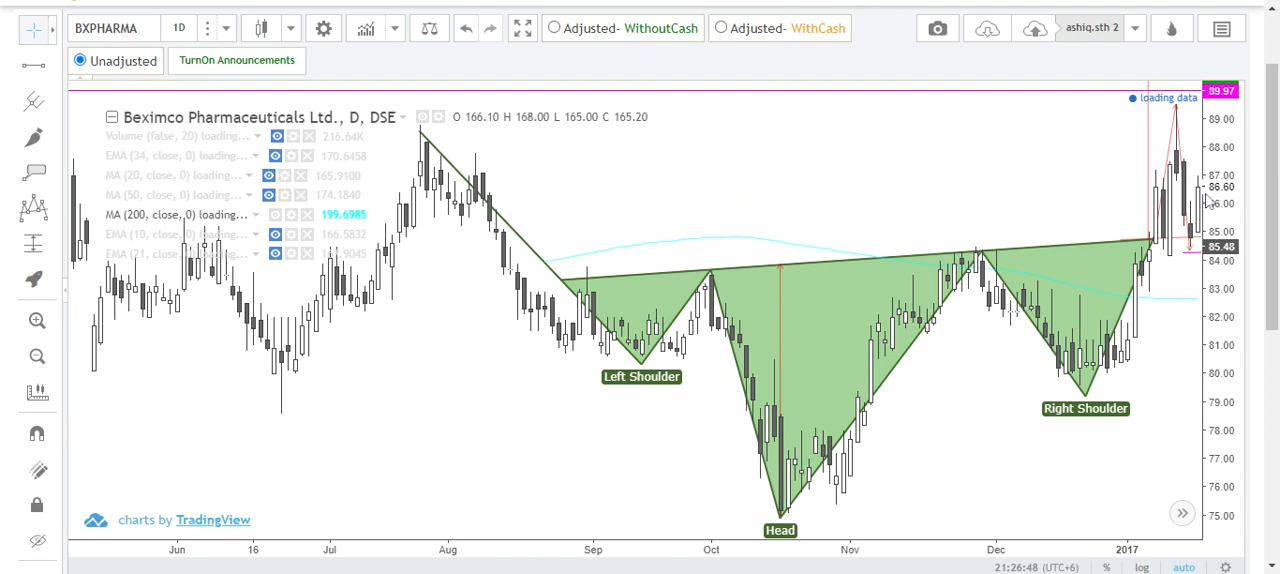 BXPHARMA 1D Adjusted- WithoutCash Adjusted- WithCash ashiq.sth 2
Unadjusted TurnOn Announcements
89.97
loading data
Beximco Pharmaceuticals Ltd., D, DSE O 166.10 H 168.00 L 165.00 C 165.20
Volume (false, 20) loading... 216.64K
EMA (34, close, 0) loading... 170.6458
MA (20, close, 0) loading... 165.9100
MA (50, close, 0) loading... 174.1840
MA (200, close, 0) loading... 199.6985
EMA (10, close, 0) loading... 166.5832
EMA (21, close, 0) loading...
89.00
88.00
87.00
86.60
86.00
85.00
85.48
84.00
83.00
82.00
81.00
80.00
79.00
78.00
77.00
76.00
75.00
Left Shoulder
Right Shoulder
Head
charts by TradingView
Jun 16 Jul Aug Sep Oct Nov Dec 2017
21:26:48 (UTC+6) % log auto